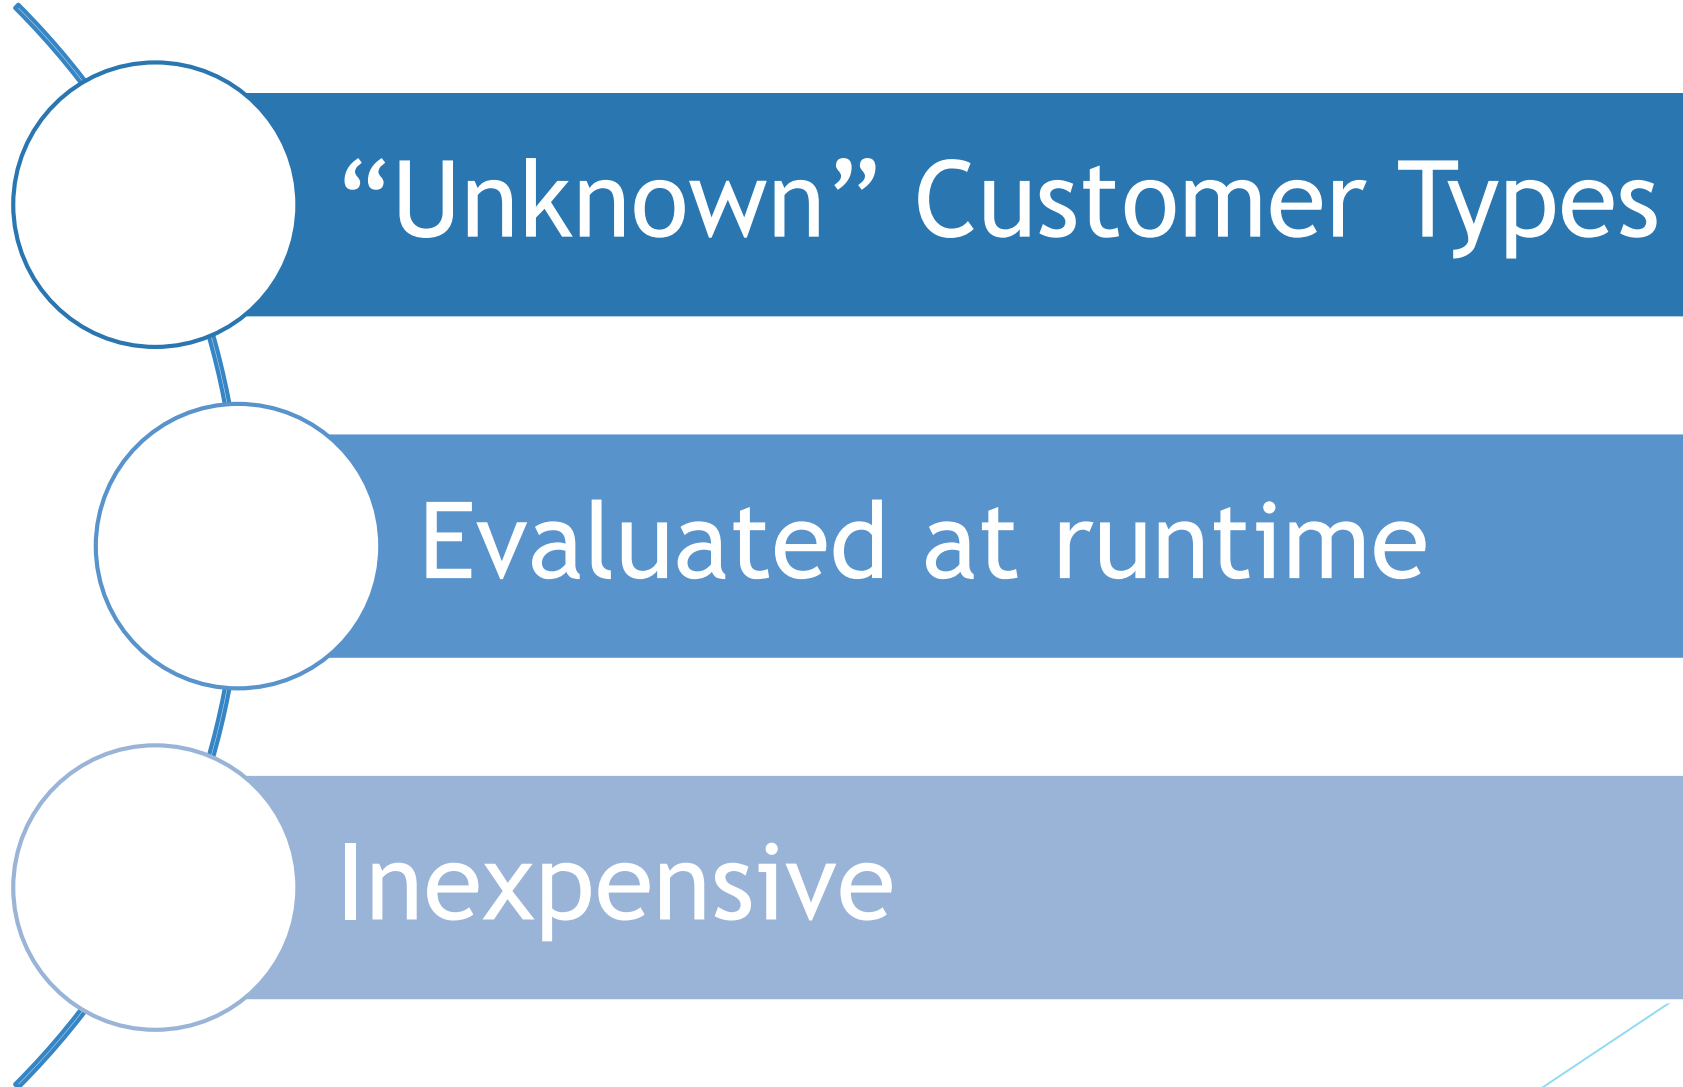 “Unknown” Customer Types
Evaluated at runtime
Inexpensive